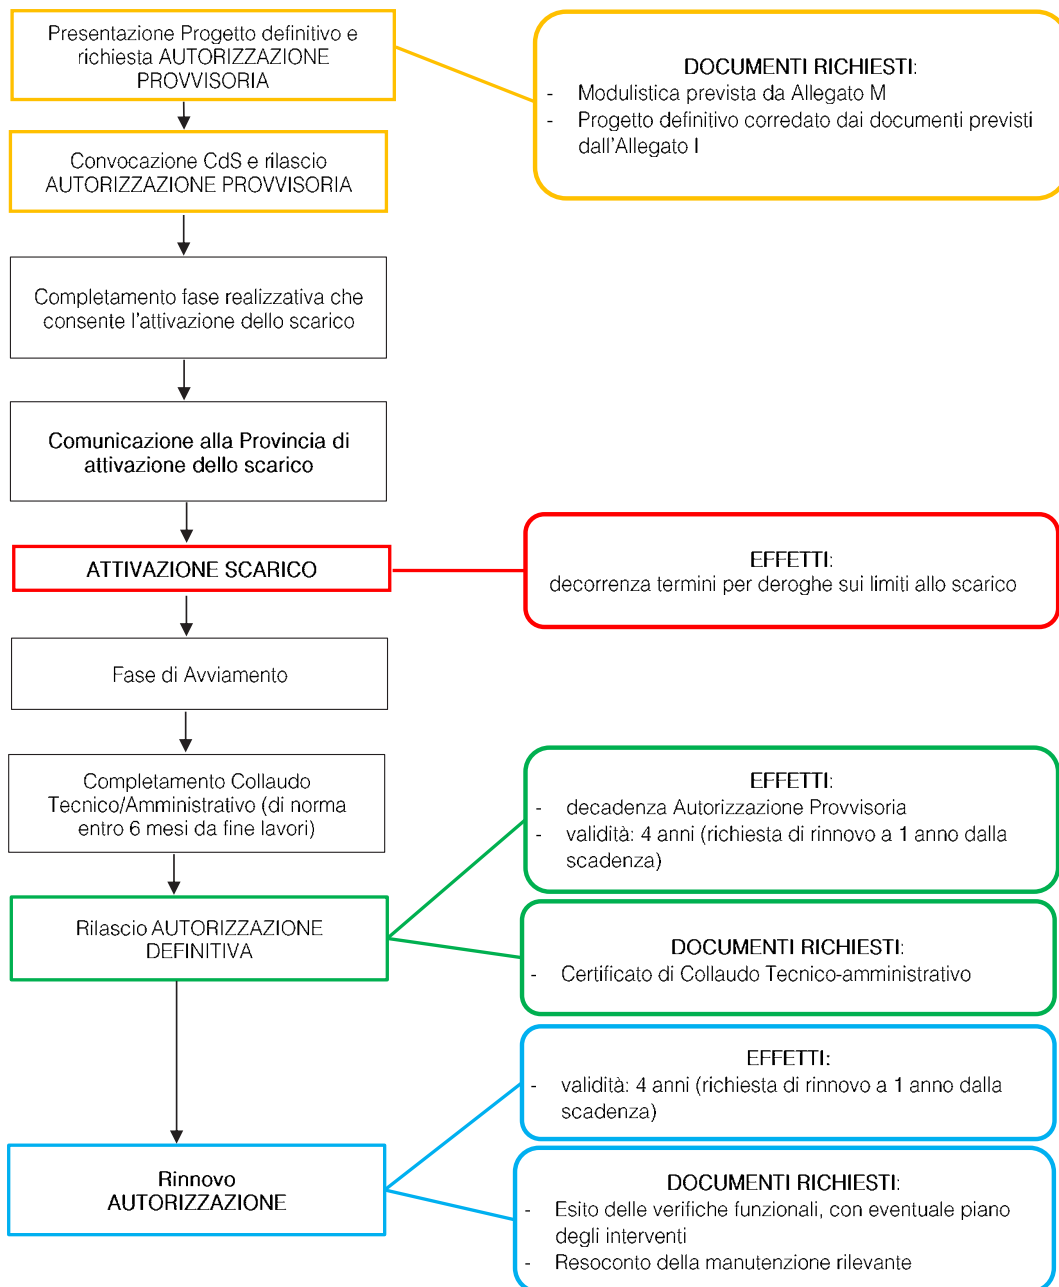 Presentazione Progetto definitivo e
richiesta AUTORIZZAZIONE
PROVVISORIA
DOCUMENTI RICHIESTI:
- Modulistica prevista da Allegato M
- Progetto definitivo corredato dai documenti previsti
dall'Allegato I
Convocazione CdS e rilascio
AUTORIZZAZIONE PROVVISORIA
Completamento fase realizzativa che
consente l'attivazione dello scarico
Comunicazione alla Provincia di
attivazione dello scarico
ATTIVAZIONE SCARICO
EFFETTI:
decorrenza termini per deroghe sui limiti allo scarico
Fase di Avviamento
Completamento Collaudo
Tecnico/Amministrativo (di norma
entro 6 mesi da fine lavori)
EFFETTI:
- decadenza Autorizzazione Provvisoria
- validità: 4 anni (richiesta di rinnovo a 1 anno dalla
scadenza)
Rilascio AUTORIZZAZIONE
DEFINITIVA
DOCUMENTI RICHIESTI:
- Certificato di Collaudo Tecnico-amministrativo
EFFETTI:
- validità: 4 anni (richiesta di rinnovo a 1 anno dalla
scadenza)
Rinnovo
AUTORIZZAZIONE
DOCUMENTI RICHIESTI:
- Esito delle verifiche funzionali, con eventuale piano
degli interventi
- Resoconto della manutenzione rilevante